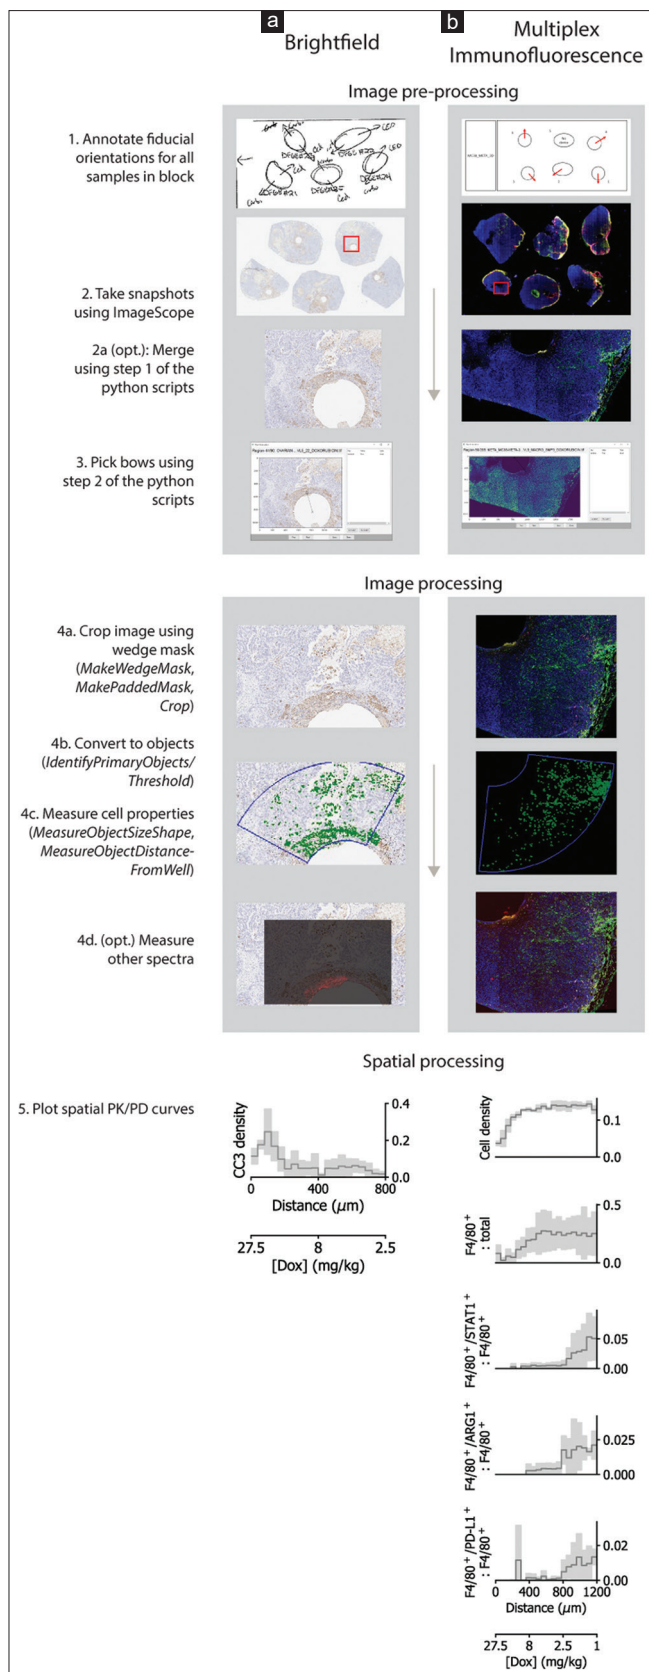 a
Brightfield
b
Multiplex
Immunofluorescence
Image pre-processing
1. Annotate fiducial
orientations for all
samples in block
2. Take snapshots
using ImageScope
2a (opt.): Merge
using step 1 of the
python scripts
3. Pick bows using
step 2 of the python
scripts
Image processing
4a. Crop image using
wedge mask
(MakeWedgeMask,
MakePaddedMask,
Crop)
4b. Convert to objects
(IdentifyPrimaryObjects/
Threshold)
4c. Measure cell properties
(MeasureObjectSizeShape,
MeasureObjectDistance-
FromWell)
4d. (opt.) Measure
other spectra
Spatial processing
5. Plot spatial PK/PD curves
CC3 density
0.4
0.2
0.0
0 400 800
Distance (μm)
27.5 8 2.5
[Dox] (mg/kg)
Cell density
0.1
0.0
F4/80+
: total
0.5
0.0
F4/80+/STAT1+
: F4/80+
0.05
0.00
F4/80+/ARG1+
: F4/80+
0.025
0.000
F4/80+/PD-L1+
: F4/80+
0.02
0.00
0 400 800 1200
Distance (μm)
27.5 8 2.5 1
[Dox] (mg/kg)